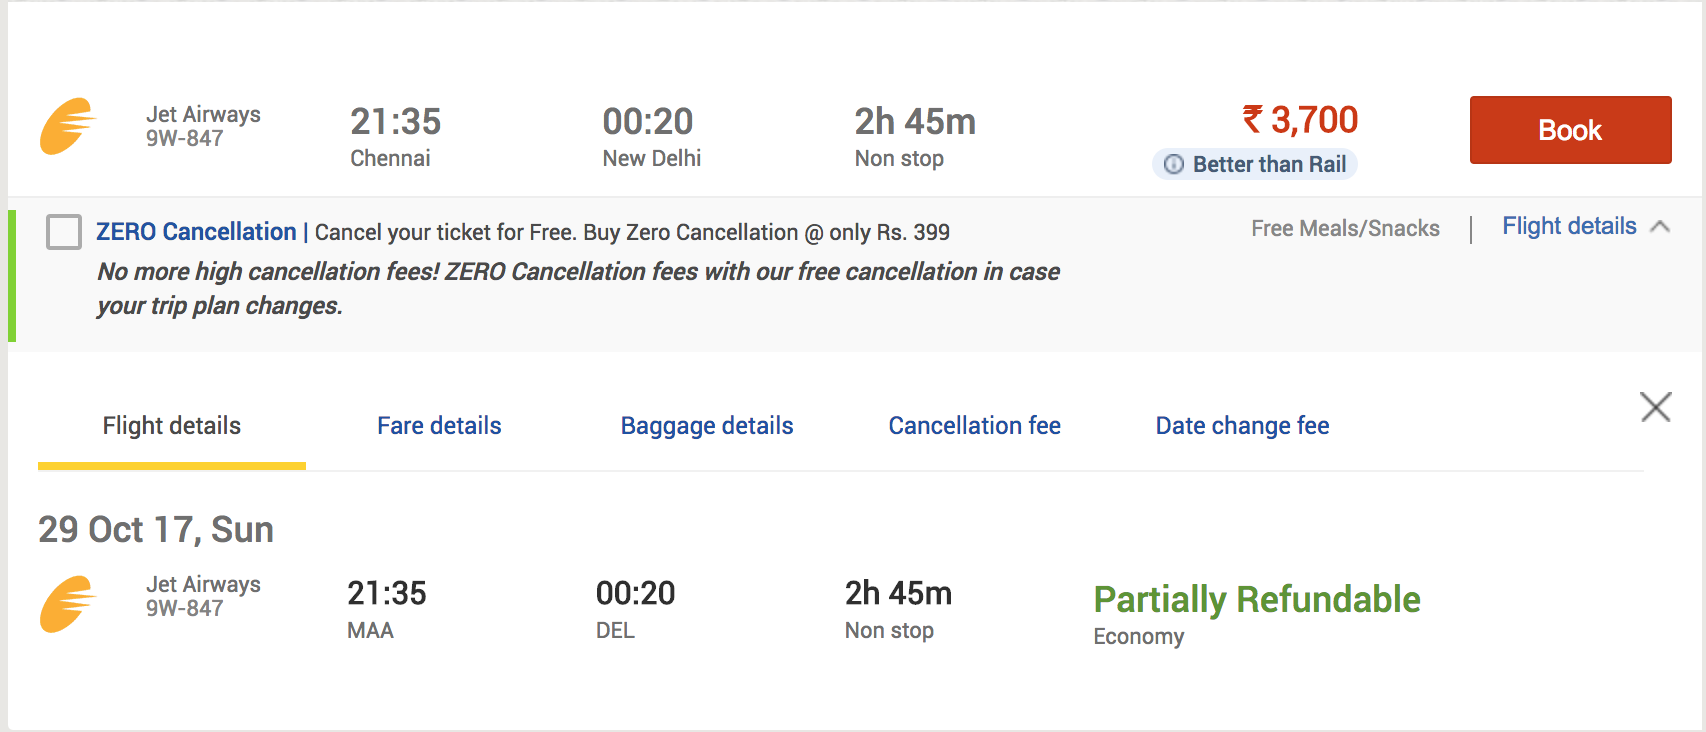 Jet Airways
9W-847
21:35
Chennai
00:20
New Delhi
2h 45m
Non stop
₹ 3,700
Better than Rail
Book
ZERO Cancellation | Cancel your ticket for Free. Buy Zero Cancellation @ only Rs. 399
No more high cancellation fees! ZERO Cancellation fees with our free cancellation in case
your trip plan changes.
Free Meals/Snacks | Flight details
Flight details
Fare details
Baggage details
Cancellation fee
Date change fee
29 Oct 17, Sun
Jet Airways
9W-847
21:35
MAA
00:20
DEL
2h 45m
Non stop
Partially Refundable
Economy